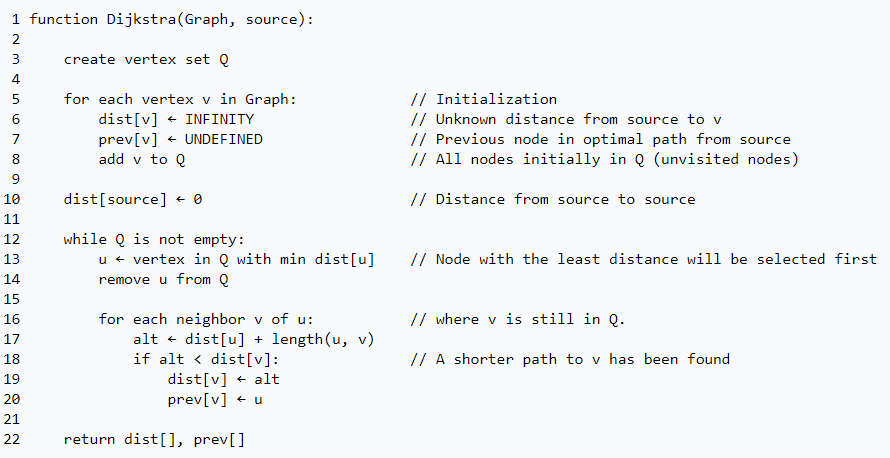 1 function Dijkstra(Graph, source):
2
3     create vertex set Q
4
5     for each vertex v in Graph:             // Initialization
6         dist[v] ← INFINITY                  // Unknown distance from source to v
7         prev[v] ← UNDEFINED                 // Previous node in optimal path from source
8         add v to Q                          // All nodes initially in Q (unvisited nodes)
9
10     dist[source] ← 0                        // Distance from source to source
11
12     while Q is not empty:
13         u ← vertex in Q with min dist[u]    // Node with the least distance will be selected first
14         remove u from Q
15
16         for each neighbor v of u:           // where v is still in Q.
17             alt ← dist[u] + length(u, v)
18             if alt < dist[v]:               // A shorter path to v has been found
19                 dist[v] ← alt
20                 prev[v] ← u
21
22     return dist[], prev[]